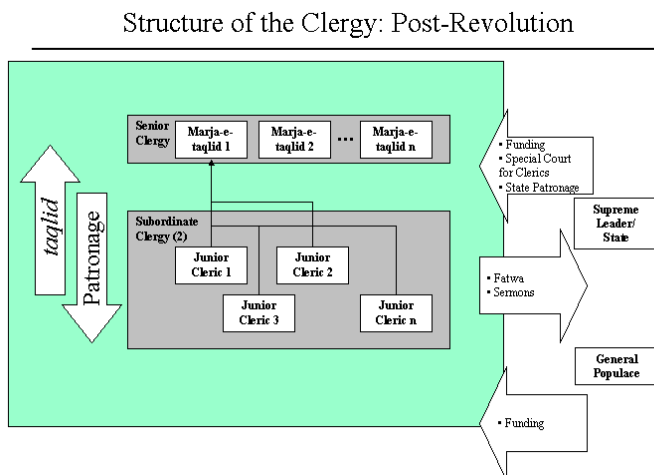 Structure of the Clergy: Post-Revolution
Senior
Clergy
Marja-e-
taqlid 1
Marja-e-
taqlid 2
...
Marja-e-
taqlid n
▪ Funding
▪ Special Court
for Clerics
▪ State Patronage
taqlid
Patronage
Subordinate
Clergy (2)
Junior
Cleric 1
Junior
Cleric 2
Junior
Cleric 3
Junior
Cleric n
Supreme
Leader/
State
▪ Fatwa
▪ Sermons
General
Populace
▪ Funding